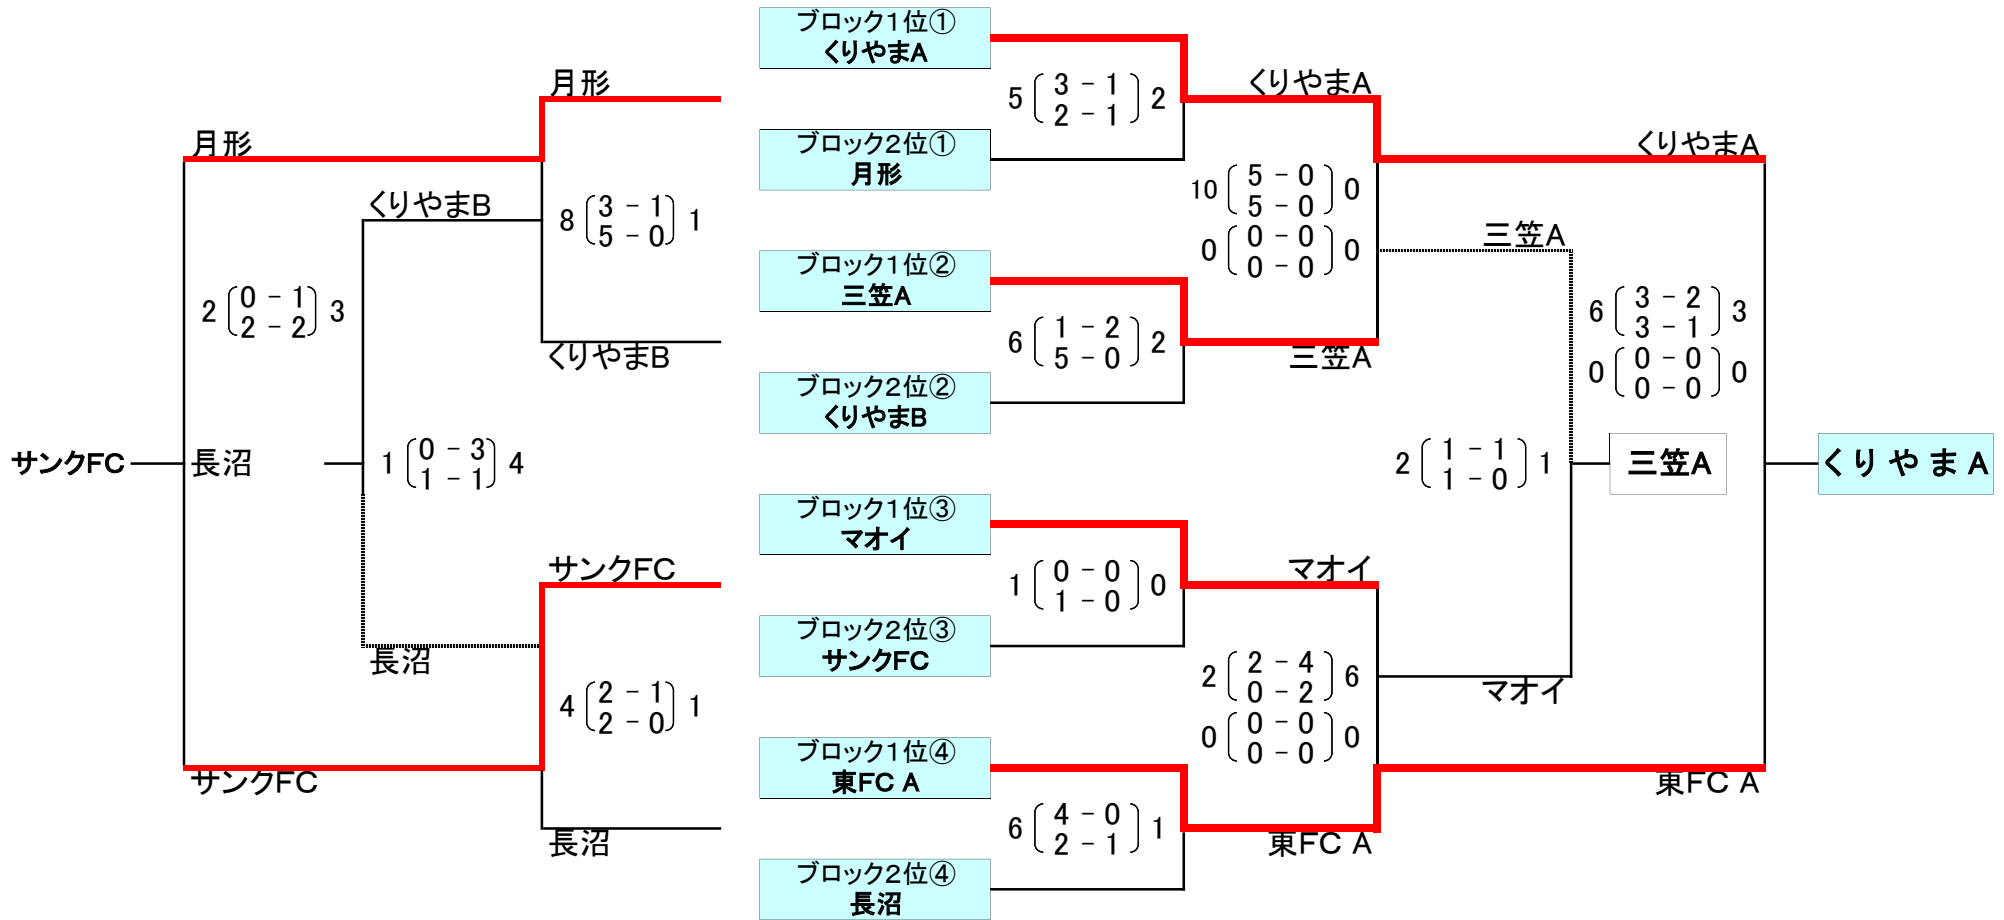 ブロック1位①
くりやまA
ブロック2位①
月形
ブロック1位②
三笠A
ブロック2位②
くりやまB
ブロック1位③
マオイ
ブロック2位③
サンクFC
ブロック1位④
東FC A
ブロック2位④
長沼
5 3 - 1 2
2 - 1
6 1 - 2 2
5 - 0
1 0 - 0 0
1 - 0
6 4 - 0 1
2 - 1
くりやまA
10 5 - 0 0
5 - 0
0 0 - 0 0
0 - 0
三笠A
マオイ
2 2 - 4 6
0 - 2
0 0 - 0 0
0 - 0
東FC A
くりやまA
三笠A
6 3 - 2 3
3 - 1
0 0 - 0 0
0 - 0
2 1 - 1 1
1 - 0
三笠A
くりやまA
マオイ
東FC A
月形
8 3 - 1 1
5 - 0
くりやまB
サンクFC
4 2 - 1 1
2 - 0
長沼
月形
くりやまB
2 0 - 1 3
2 - 2
1 0 - 3 4
1 - 1
サンクFC
長沼
長沼
サンクFC